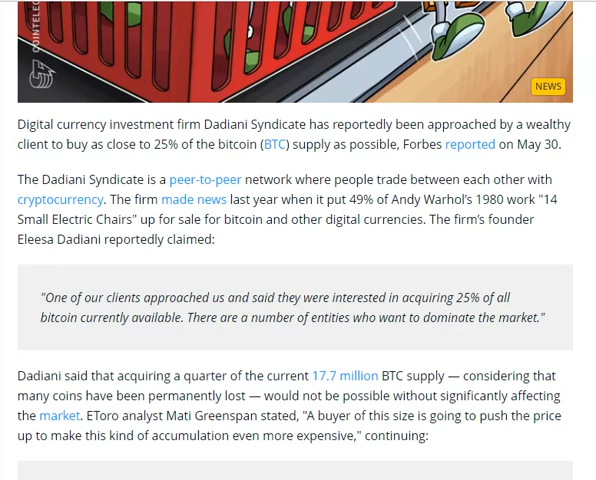 COINTELEG
NEWS
Digital currency investment firm Dadiani Syndicate has reportedly been approached by a wealthy
client to buy as close to 25% of the bitcoin (BTC) supply as possible, Forbes reported on May 30.
The Dadiani Syndicate is a peer-to-peer network where people trade between each other with
cryptocurrency. The firm made news last year when it put 49% of Andy Warhol’s 1980 work "14
Small Electric Chairs" up for sale for bitcoin and other digital currencies. The firm’s founder
Eleesa Dadiani reportedly claimed:
"One of our clients approached us and said they were interested in acquiring 25% of all
bitcoin currently available. There are a number of entities who want to dominate the market."
Dadiani said that acquiring a quarter of the current 17.7 million BTC supply — considering that
many coins have been permanently lost — would not be possible without significantly affecting
the market. EToro analyst Mati Greenspan stated, "A buyer of this size is going to push the price
up to make this kind of accumulation even more expensive," continuing: